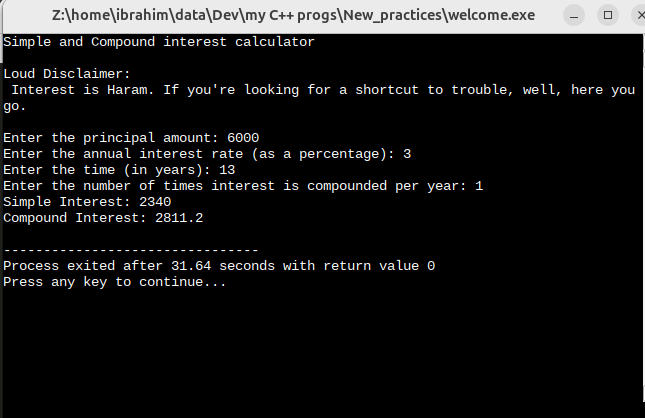 Z:\home\ibrahim\data\Dev\my C++ progs\New_practices\welcome.exe
Simple and Compound interest calculator
Loud Disclaimer:
 Interest is Haram. If you're looking for a shortcut to trouble, well, here you
go.
Enter the principal amount: 6000
Enter the annual interest rate (as a percentage): 3
Enter the time (in years): 13
Enter the number of times interest is compounded per year: 1
Simple Interest: 2340
Compound Interest: 2811.2
--------------------------------
Process exited after 31.64 seconds with return value 0
Press any key to continue...